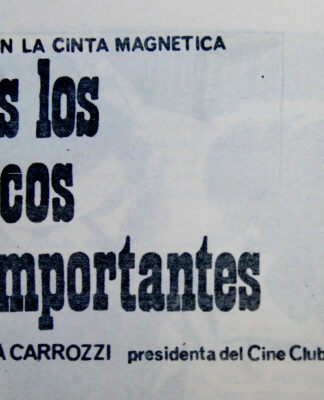 N LA CINTA MAGNETICA
s los
cos
mportantes
A CARROZZI presidenta del Cine Club